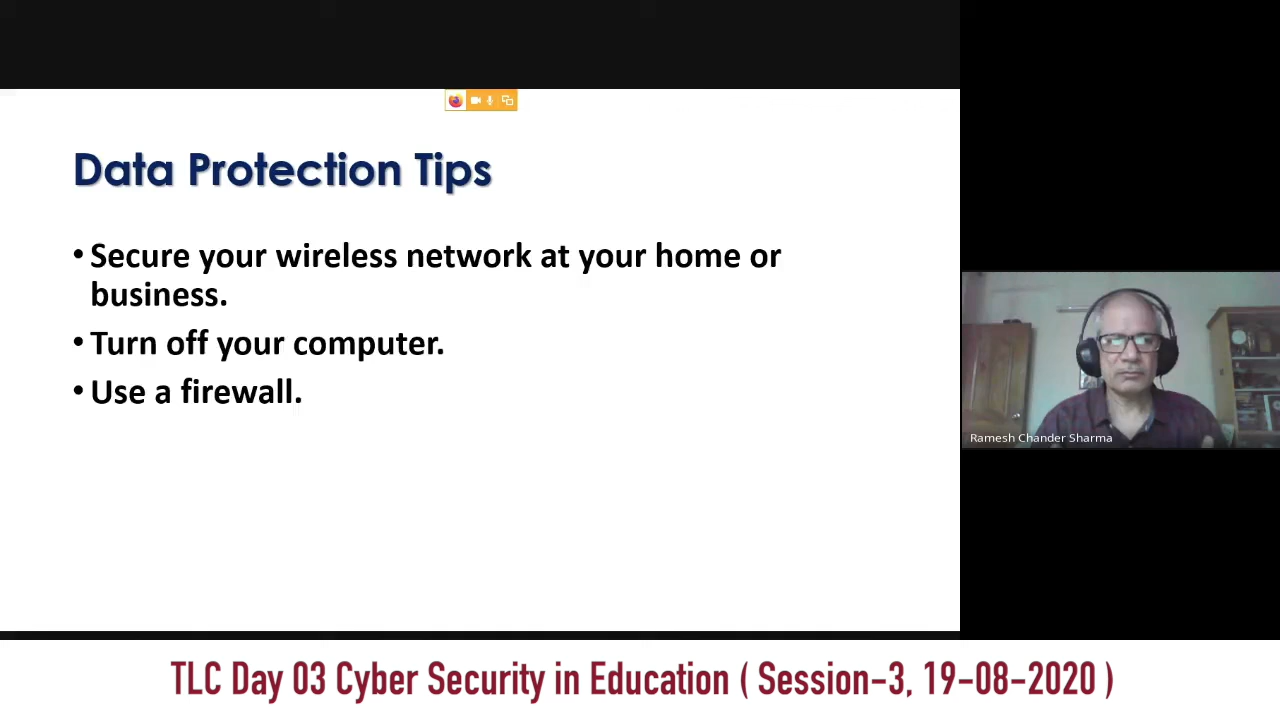 Data Protection Tips
• Secure your wireless network at your home or
business.
• Turn off your computer.
• Use a firewall.
Ramesh Chander Sharma
TLC Day 03 Cyber Security in Education ( Session-3, 19-08-2020 )